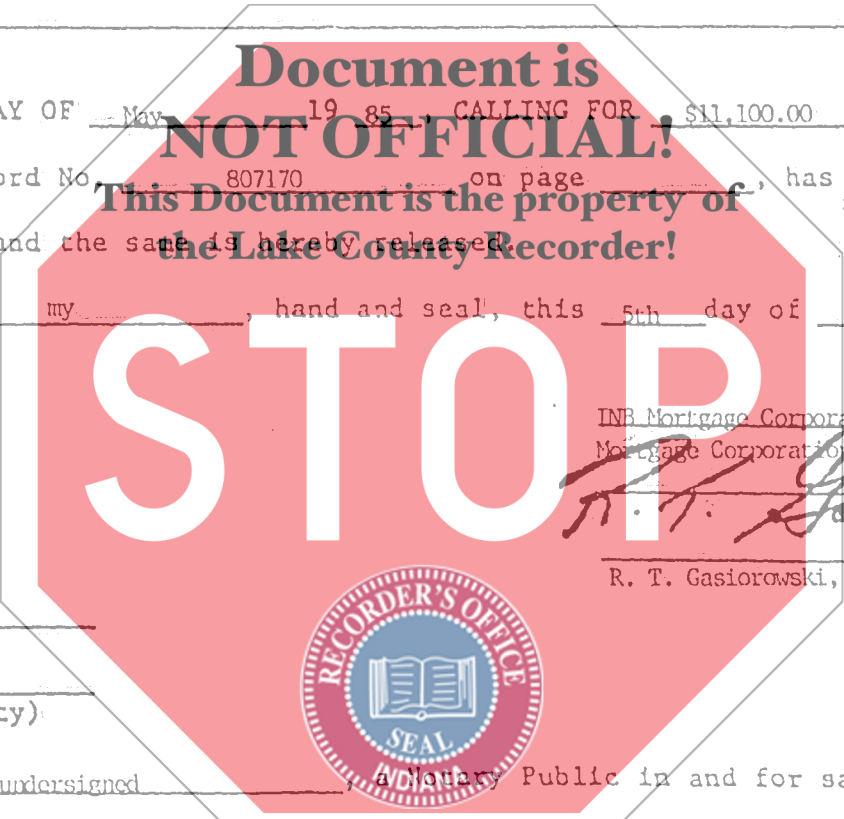 Document is
AY OF May 19 85, CALLING FOR $11,100.00
NOT OFFICIAL!
ord No. 807170 on page , has
This Document is the property of
and the same is hereby released.
the Lake County Recorder!
my , hand and seal, this 5th day of
STOP
INB Mortgage Corpora
Mortgage Corporation
R. T. Gasiorowski,
RECORDER'S OFFICE
SEAL
INDIANA
ty)
undersigned , a Notary Public in and for sa